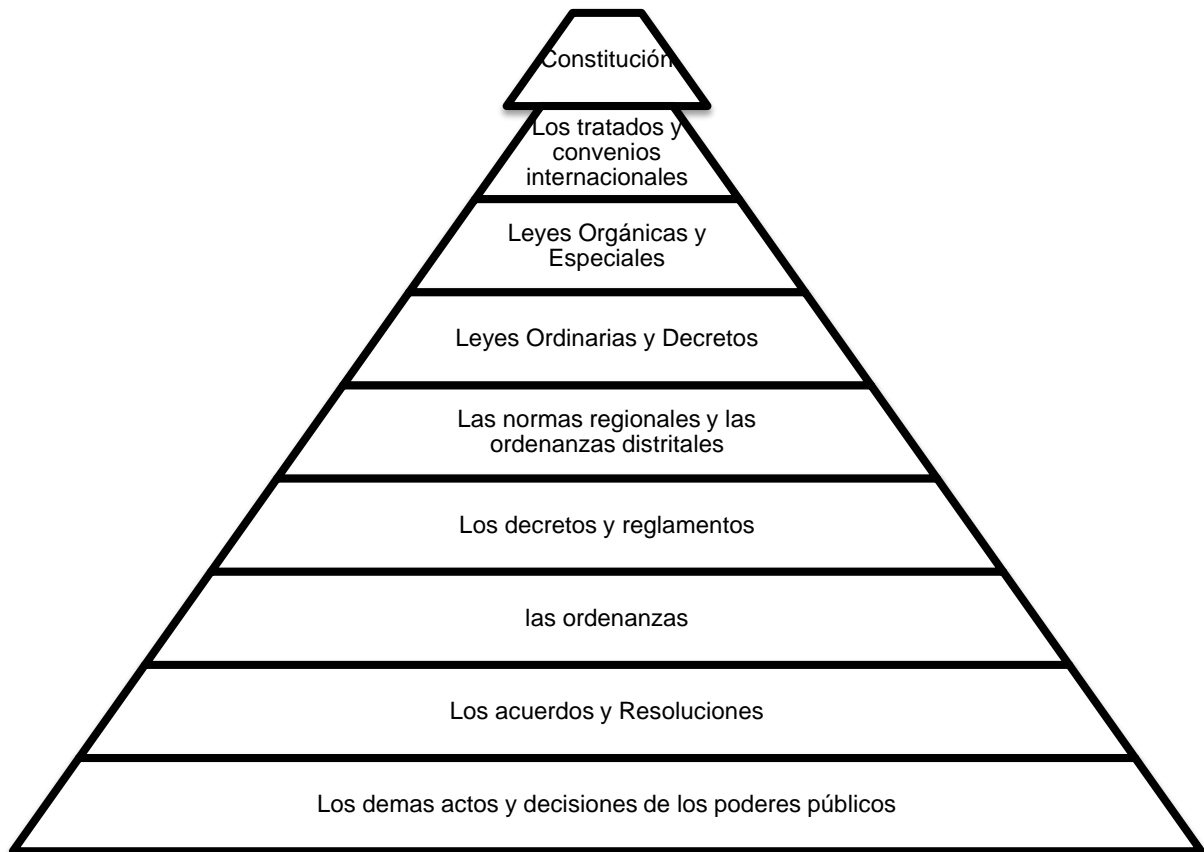 Constitución
Los tratados y
convenios
internacionales
Leyes Orgánicas y
Especiales
Leyes Ordinarias y Decretos
Las normas regionales y las
ordenanzas distritales
Los decretos y reglamentos
las ordenanzas
Los acuerdos y Resoluciones
Los demas actos y decisiones de los poderes públicos